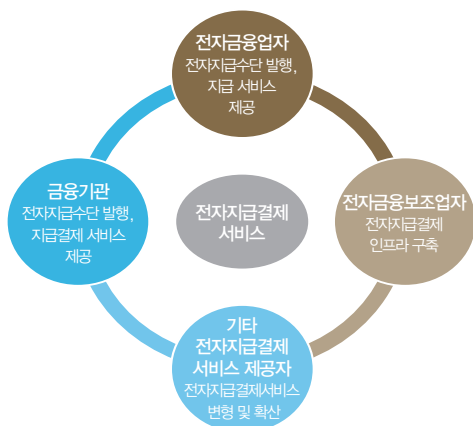 전자금융업자
전자지급수단 발행,
지급 서비스
제공
금융기관
전자지급수단 발행,
지급결제 서비스
제공
전자지급결제
서비스
전자금융보조업자
전자지급결제
인프라 구축
기타
전자지급결제
서비스 제공자
전자지급결제서비스
변형 및 확산